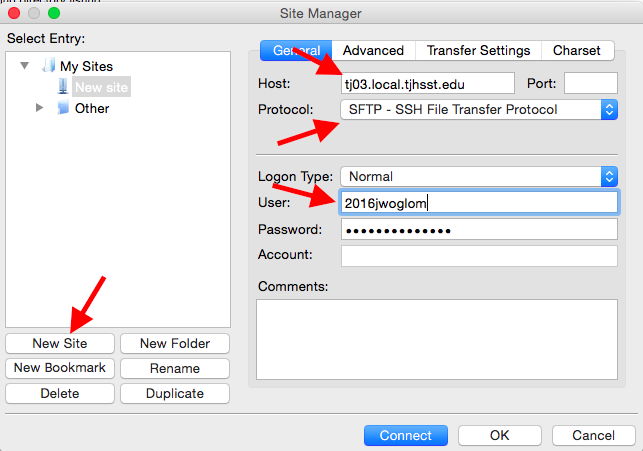 Site Manager
Select Entry:
My Sites
New site
Other
New Site
New Folder
New Bookmark
Rename
Delete
Duplicate
General
Advanced
Transfer Settings
Charset
Host:
tj03.local.tjhsst.edu
Port:
Protocol:
SFTP - SSH File Transfer Protocol
Logon Type:
Normal
User:
2016jwoglom
Password:
••••••••••••••
Account:
Comments:
Connect
OK
Cancel